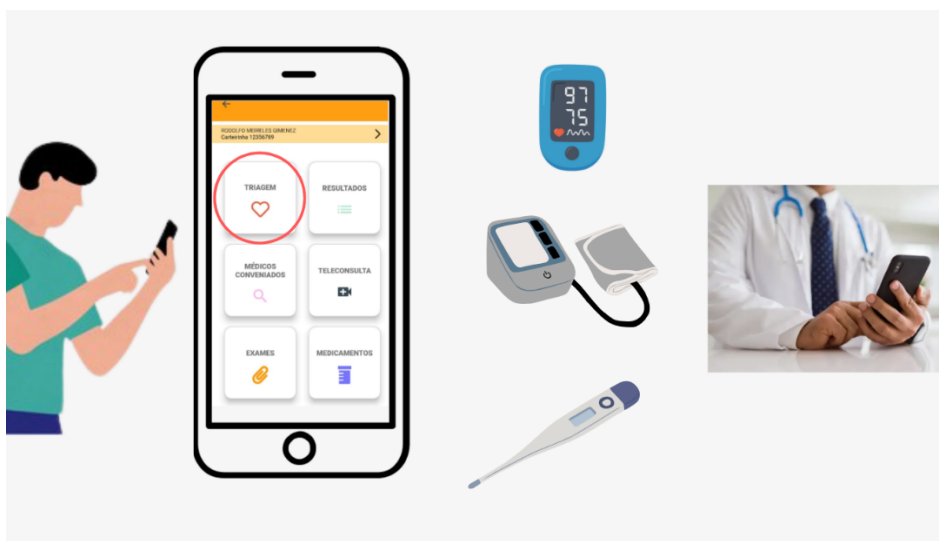 RODOLFO MEIRELES GIMENEZ
Carteirinha 12356789
TRIAGEM
RESULTADOS
MÉDICOS
CONVENIADOS
TELECONSULTA
EXAMES
MEDICAMENTOS
97
75